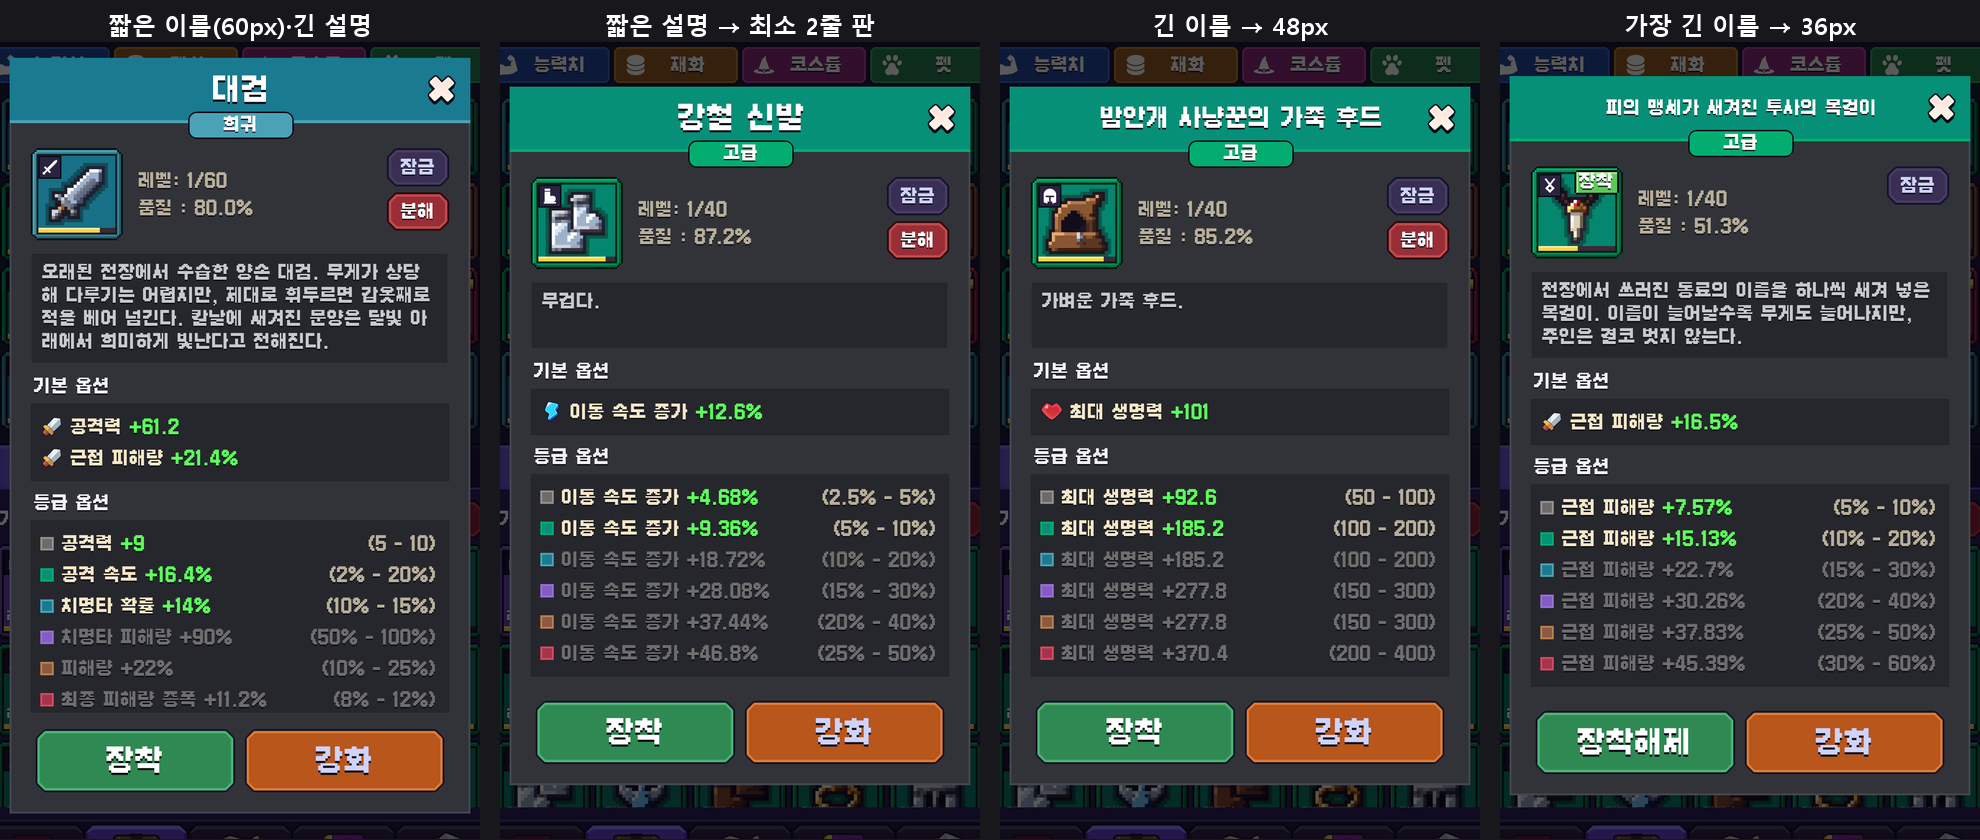 짧은 이름(60px)·긴 설명
대검
희귀
레벨: 1/60
품질 : 80.0%
잠금
분해
오래된 전장에서 수습한 양손 대검. 무게가 상당
해 다루기는 어렵지만, 제대로 휘두르면 갑옷째로
적을 베어 넘긴다. 칼날에 새겨진 문양은 달빛 아
래에서 희미하게 빛난다고 전해진다.
기본 옵션
공격력 +61.2
근접 피해량 +21.4%
등급 옵션
공격력 +9 (5 - 10)
공격 속도 +16.4% (2% - 20%)
치명타 확률 +14% (10% - 15%)
치명타 피해량 +90% (50% - 100%)
피해량 +22% (10% - 25%)
최종 피해량 증폭 +11.2% (8% - 12%)
장착
강화
짧은 설명 → 최소 2줄 판
능력치
재화
코스튬
펫
강철 신발
고급
레벨: 1/40
품질 : 87.2%
잠금
분해
무겁다.
기본 옵션
이동 속도 증가 +12.6%
등급 옵션
이동 속도 증가 +4.68% (2.5% - 5%)
이동 속도 증가 +9.36% (5% - 10%)
이동 속도 증가 +18.72% (10% - 20%)
이동 속도 증가 +28.08% (15% - 30%)
이동 속도 증가 +37.44% (20% - 40%)
이동 속도 증가 +46.8% (25% - 50%)
장착
강화
긴 이름 → 48px
능력치
재화
코스튬
펫
밤안개 사냥꾼의 가죽 후드
고급
레벨: 1/40
품질 : 85.2%
잠금
분해
가벼운 가죽 후드.
기본 옵션
최대 생명력 +101
등급 옵션
최대 생명력 +92.6 (50 - 100)
최대 생명력 +185.2 (100 - 200)
최대 생명력 +185.2 (100 - 200)
최대 생명력 +277.8 (150 - 300)
최대 생명력 +277.8 (150 - 300)
최대 생명력 +370.4 (200 - 400)
장착
강화
가장 긴 이름 → 36px
능력치
재화
코스튬
펫
피의 맹세가 새겨진 투사의 목걸이
고급
장착
레벨: 1/40
품질 : 51.3%
잠금
전장에서 쓰러진 동료의 이름을 하나씩 새겨 넣은
목걸이. 이름이 늘어날수록 무게도 늘어나지만,
주인은 결코 벗지 않는다.
기본 옵션
근접 피해량 +16.5%
등급 옵션
근접 피해량 +7.57% (5% - 10%)
근접 피해량 +15.13% (10% - 20%)
근접 피해량 +22.7% (15% - 30%)
근접 피해량 +30.26% (20% - 40%)
근접 피해량 +37.83% (25% - 50%)
근접 피해량 +45.39% (30% - 60%)
장착해제
강화